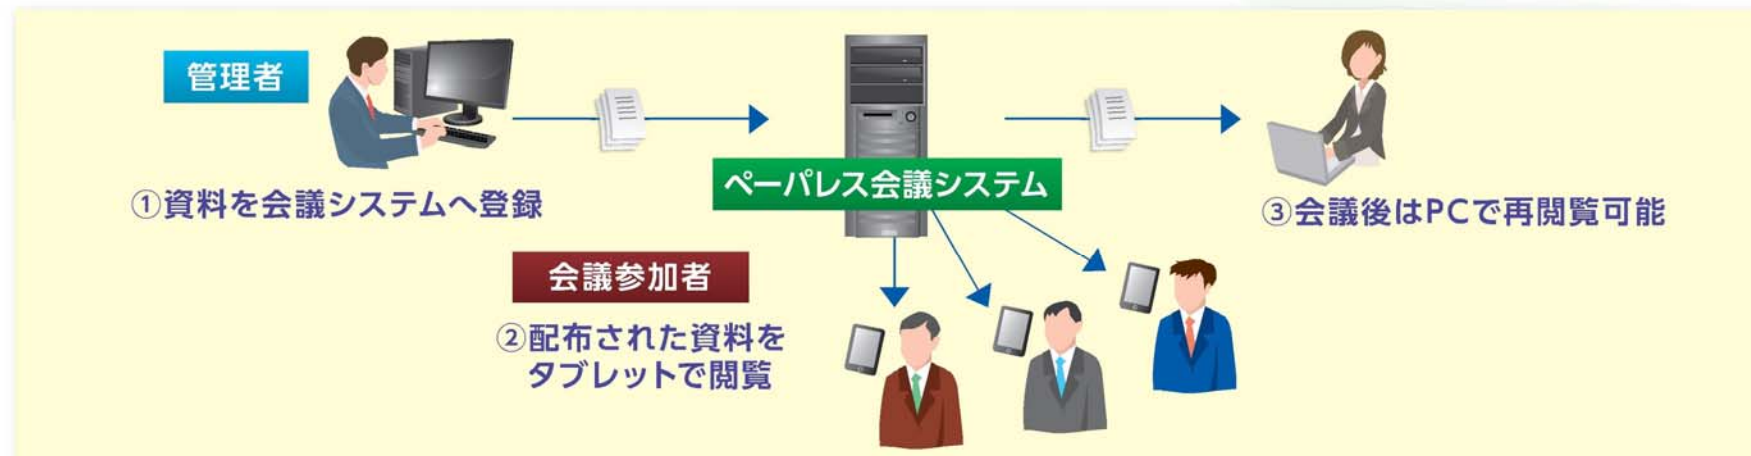 管理者
①資料を会議システムへ登録
ペーパレス会議システム
③会議後はPCで再閲覧可能
会議参加者
②配布された資料を
タブレットで閲覧